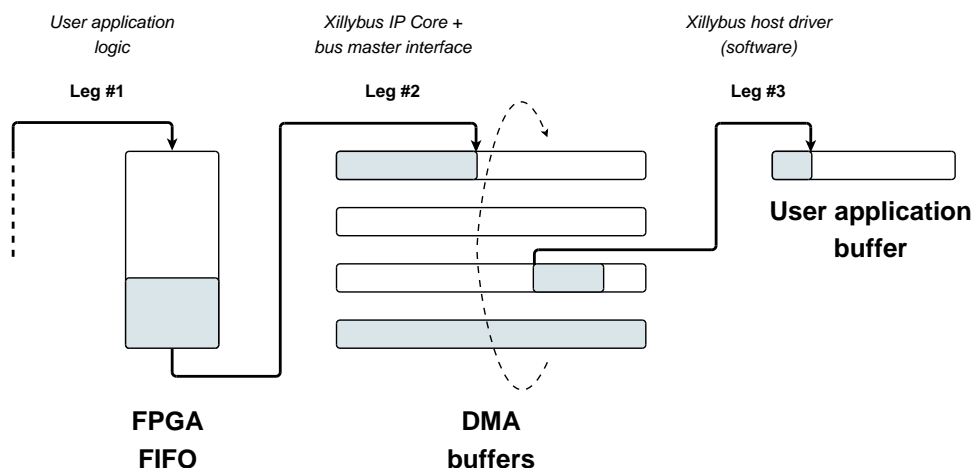 User application
logic
Xillybus IP Core +
bus master interface
Xillybus host driver
(software)
Leg #1
Leg #2
Leg #3
User application
buffer
FPGA
FIFO
DMA
buffers